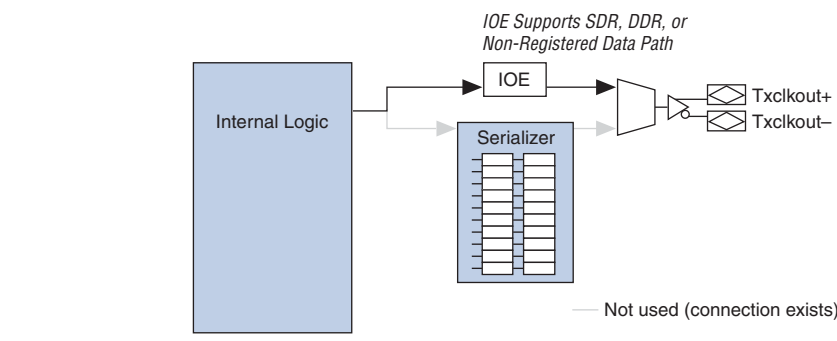 IOE Supports SDR, DDR, or
Non-Registered Data Path
IOE
Internal Logic
Serializer
Txclkout+
Txclkout–
Not used (connection exists)